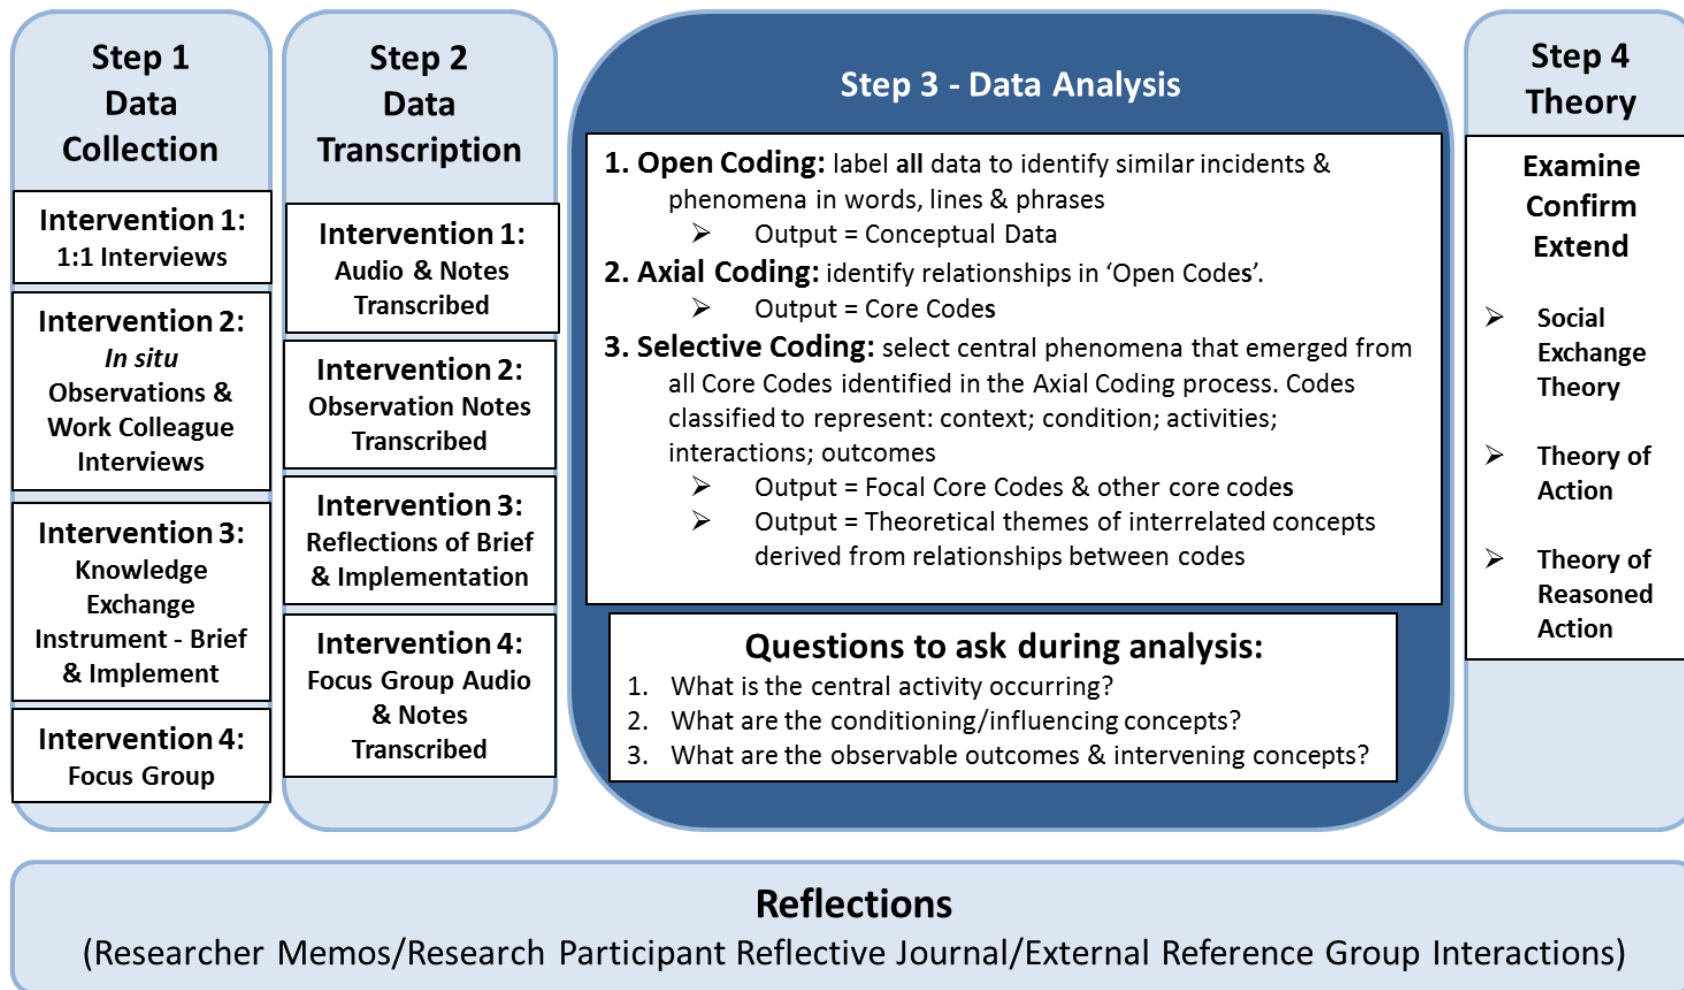 Step 1
Data
Collection
Intervention 1:
1:1 Interviews
Intervention 2:
In situ
Observations &
Work Colleague
Interviews
Intervention 3:
Knowledge
Exchange
Instrument - Brief
& Implement
Intervention 4:
Focus Group
Step 2
Data
Transcription
Intervention 1:
Audio & Notes
Transcribed
Intervention 2:
Observation Notes
Transcribed
Intervention 3:
Reflections of Brief
& Implementation
Intervention 4:
Focus Group Audio
& Notes
Transcribed
Step 3 - Data Analysis
1. Open Coding: label all data to identify similar incidents &
phenomena in words, lines & phrases
➢ Output = Conceptual Data
2. Axial Coding: identify relationships in ‘Open Codes’.
➢ Output = Core Codes
3. Selective Coding: select central phenomena that emerged from
all Core Codes identified in the Axial Coding process. Codes
classified to represent: context; condition; activities;
interactions; outcomes
➢ Output = Focal Core Codes & other core codes
➢ Output = Theoretical themes of interrelated concepts
derived from relationships between codes
Questions to ask during analysis:
1. What is the central activity occurring?
2. What are the conditioning/influencing concepts?
3. What are the observable outcomes & intervening concepts?
Step 4
Theory
Examine
Confirm
Extend
➢ Social
Exchange
Theory
➢ Theory of
Action
➢ Theory of
Reasoned
Action
Reflections
(Researcher Memos/Research Participant Reflective Journal/External Reference Group Interactions)